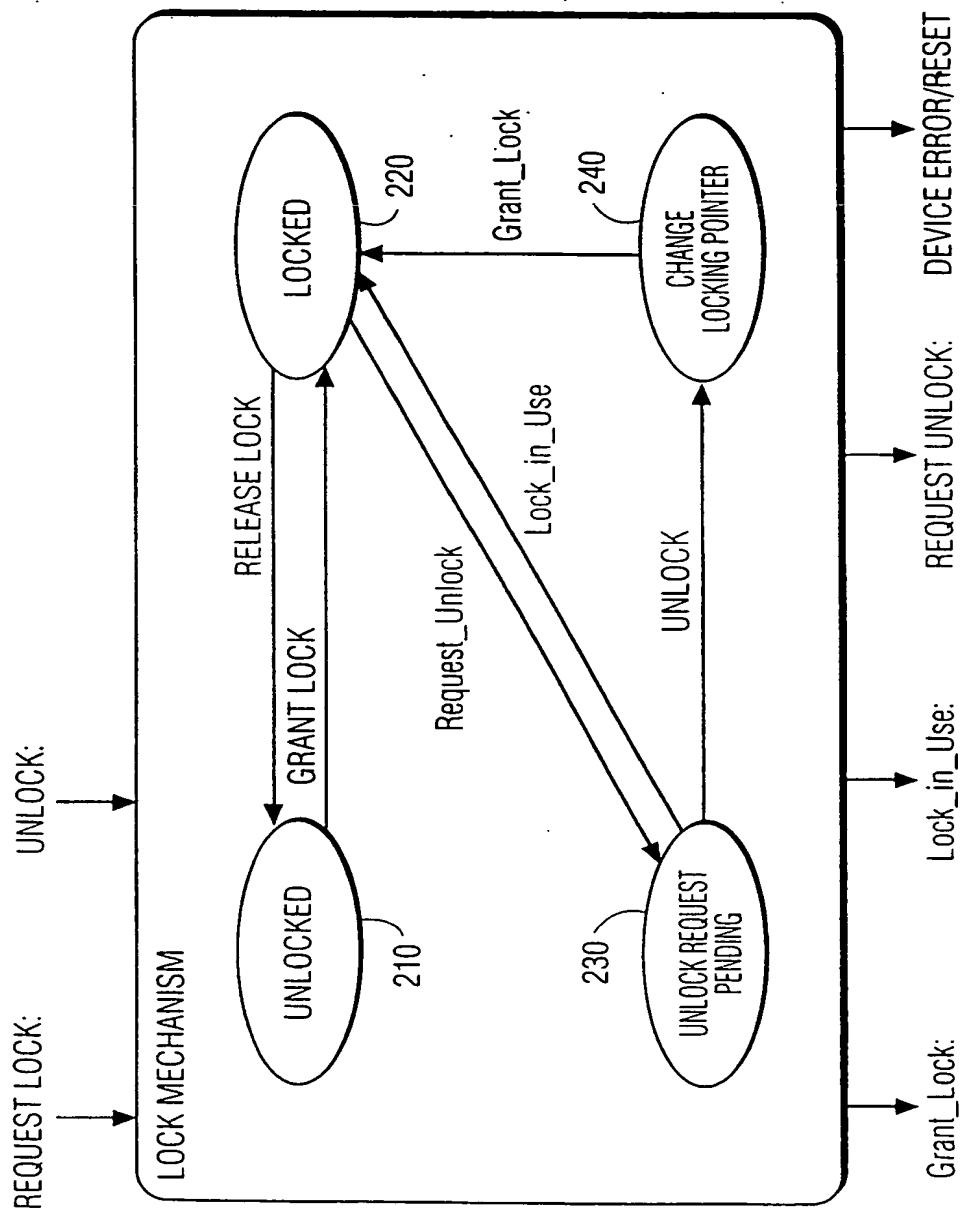 REQUEST LOCK:
UNLOCK:
LOCK MECHANISM
UNLOCKED
210
RELEASE LOCK
GRANT LOCK
LOCKED
220
Request_Unlock
Lock_in_Use
Grant_Lock
230
UNLOCK REQUEST
PENDING
UNLOCK
240
CHANGE
LOCKING POINTER
Grant_Lock:
Lock_in_Use:
REQUEST UNLOCK:
DEVICE ERROR/RESET